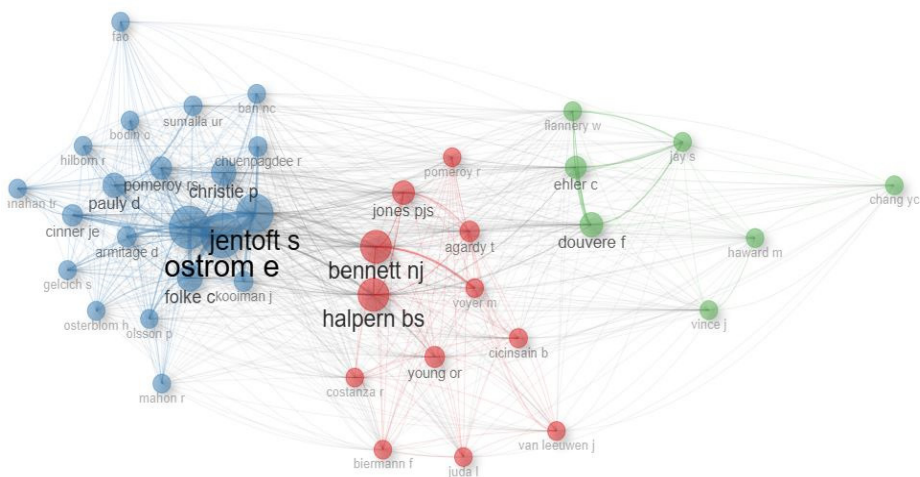 fao
ban nc
sumaila ur
bodin o
flannery w
hilborn r
chuenpagdee r
jay s
pomeroy r
pomeroy rs
christie p
ehler c
pauly d
chang yc
jones pjs
cinner je
agardy t
jentoft s
douvere f
armitage d
haward m
ostrom e
bennett nj
gelcich s
folke c
kooiman j
voyer m
osterblom h
olsson p
halpern bs
vince j
cicinsain b
young or
mahon r
costanza r
van leeuwen j
biermann f
juda l